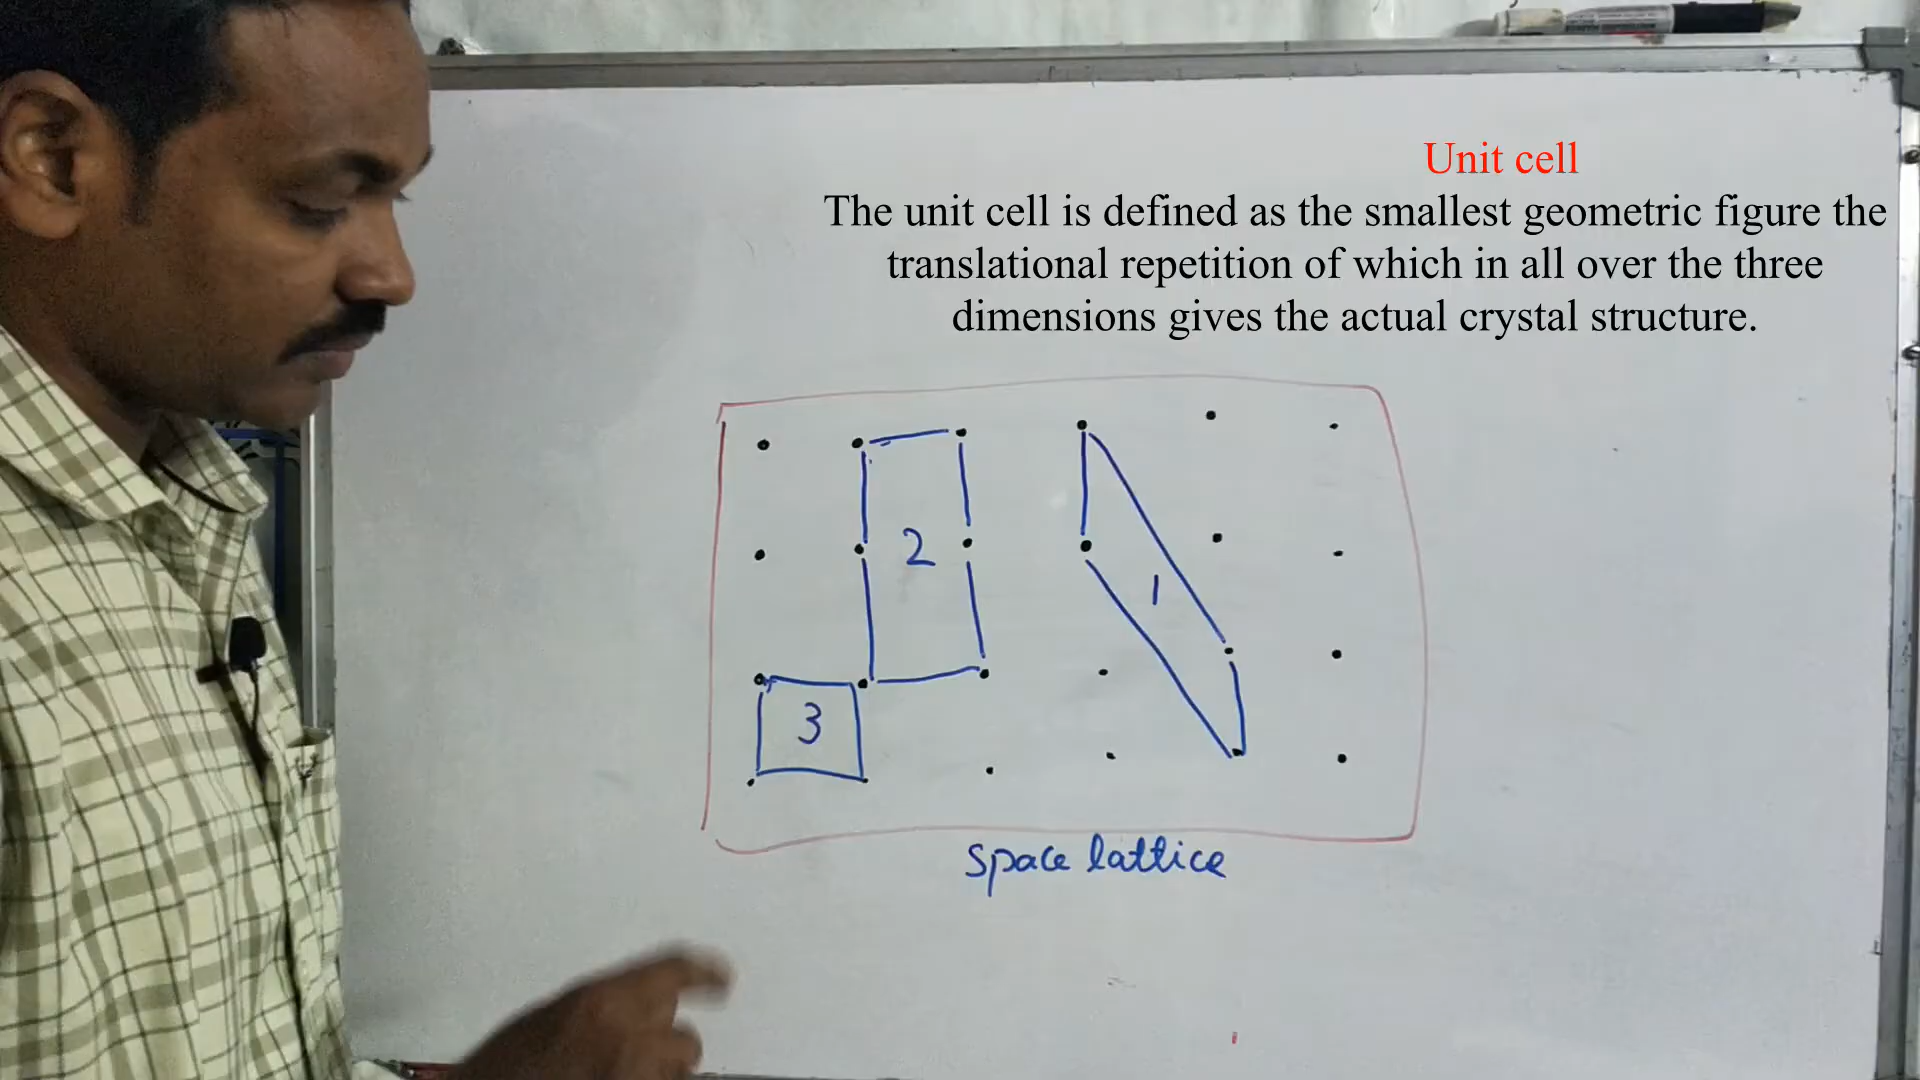 Unit cell
The unit cell is defined as the smallest geometric figure the
translational repetition of which in all over the three
dimensions gives the actual crystal structure.
2
1
3
space lattice